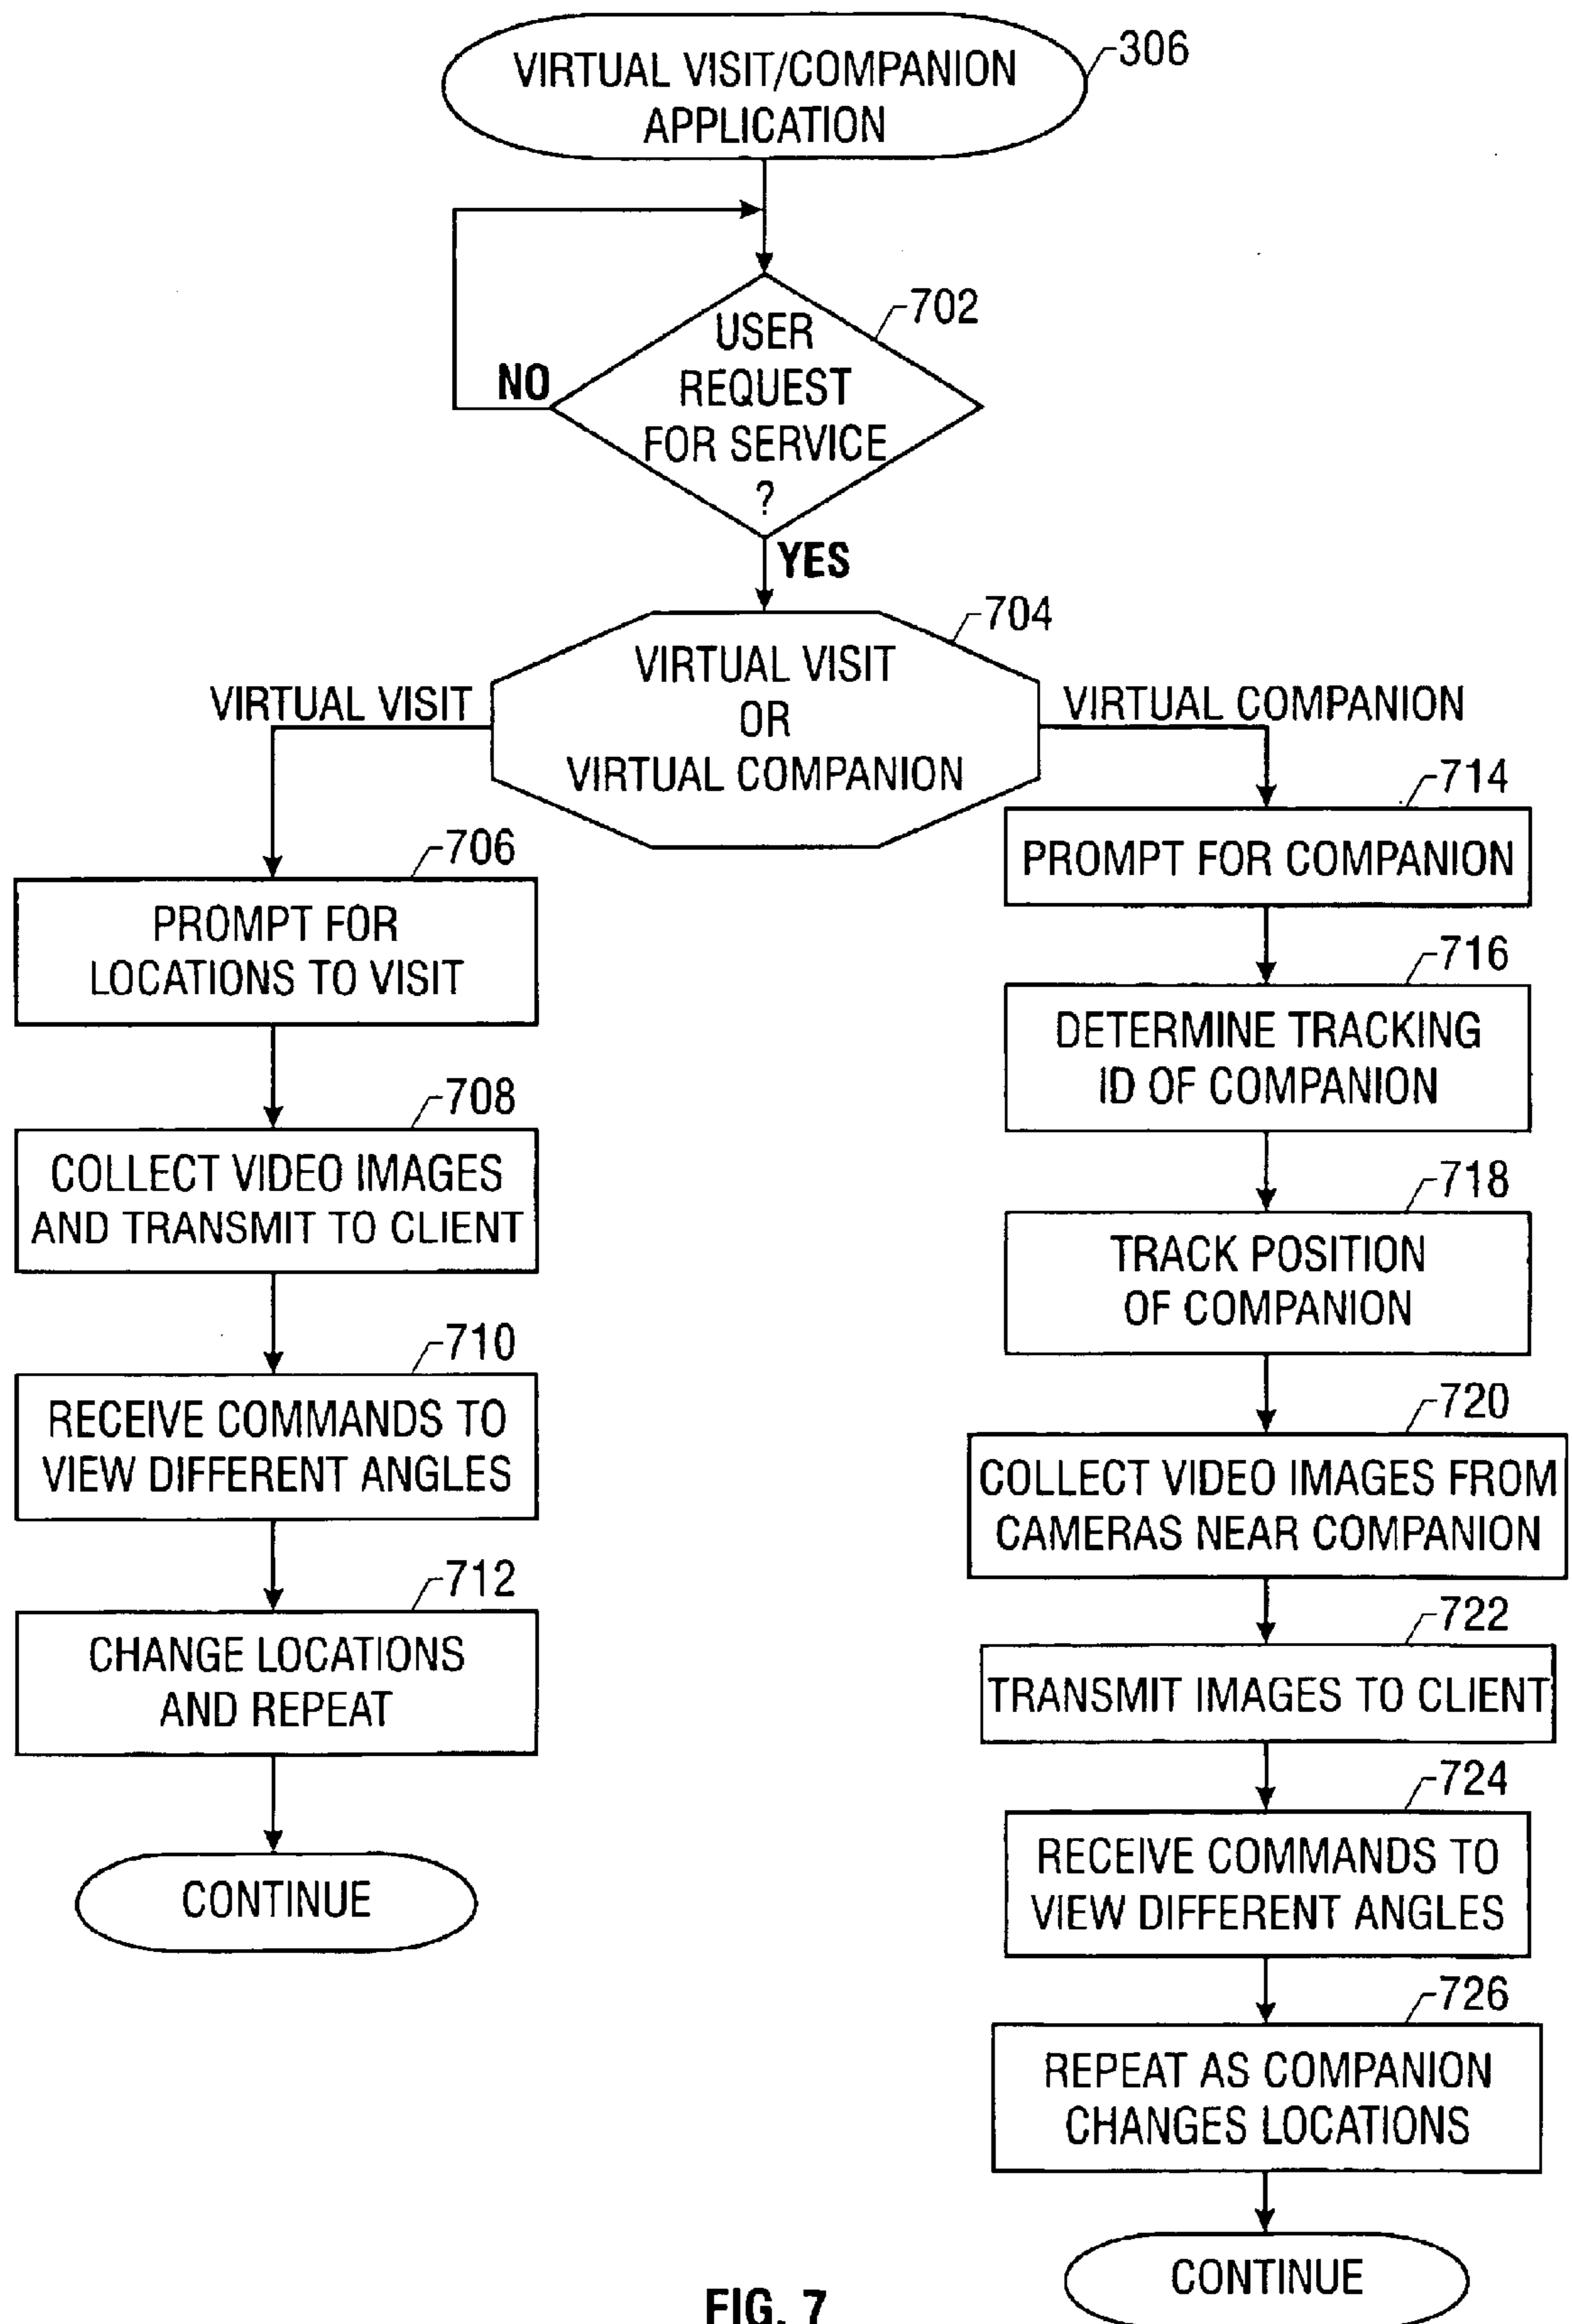 VIRTUAL VISIT/COMPANION
APPLICATION
306
USER
REQUEST
FOR SERVICE
?
702
NO
YES
VIRTUAL VISIT
OR
VIRTUAL COMPANION
704
VIRTUAL VISIT
706
PROMPT FOR
LOCATIONS TO VISIT
708
COLLECT VIDEO IMAGES
AND TRANSMIT TO CLIENT
710
RECEIVE COMMANDS TO
VIEW DIFFERENT ANGLES
712
CHANGE LOCATIONS
AND REPEAT
CONTINUE
VIRTUAL COMPANION
714
PROMPT FOR COMPANION
716
DETERMINE TRACKING
ID OF COMPANION
718
TRACK POSITION
OF COMPANION
720
COLLECT VIDEO IMAGES FROM
CAMERAS NEAR COMPANION
722
TRANSMIT IMAGES TO CLIENT
724
RECEIVE COMMANDS TO
VIEW DIFFERENT ANGLES
726
REPEAT AS COMPANION
CHANGES LOCATIONS
CONTINUE
FIG. 7